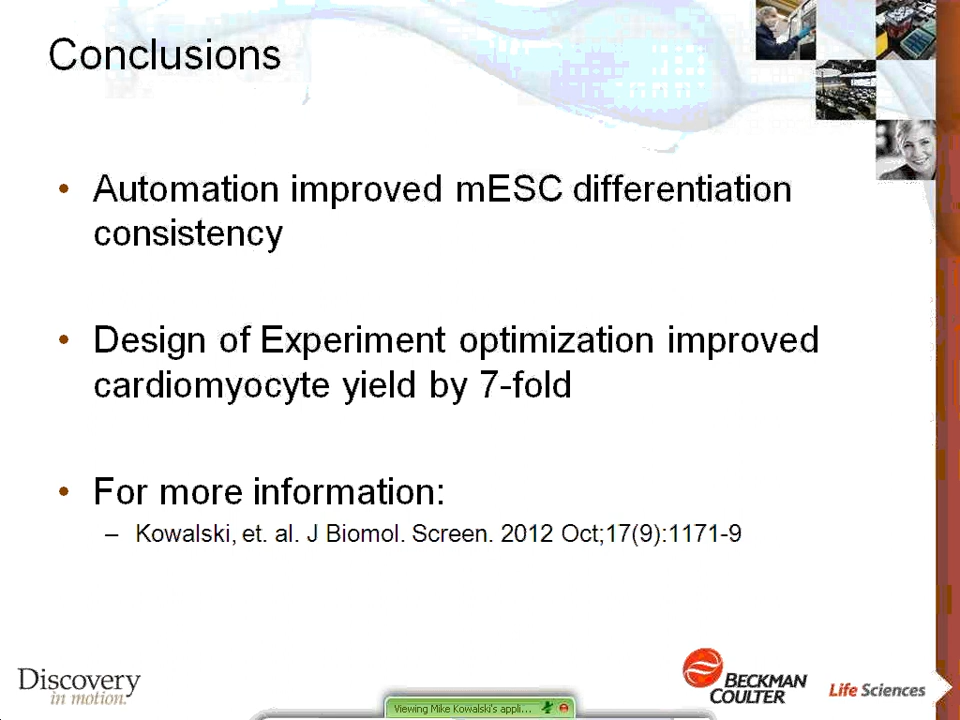 Conclusions
• Automation improved mESC differentiation
consistency
• Design of Experiment optimization improved
cardiomyocyte yield by 7-fold
• For more information:
– Kowalski, et. al. J Biomol. Screen. 2012 Oct;17(9):1171-9
Discovery
in motion.
BECKMAN
COULTER
Life Sciences
Viewing Mike Kowalski's appli...